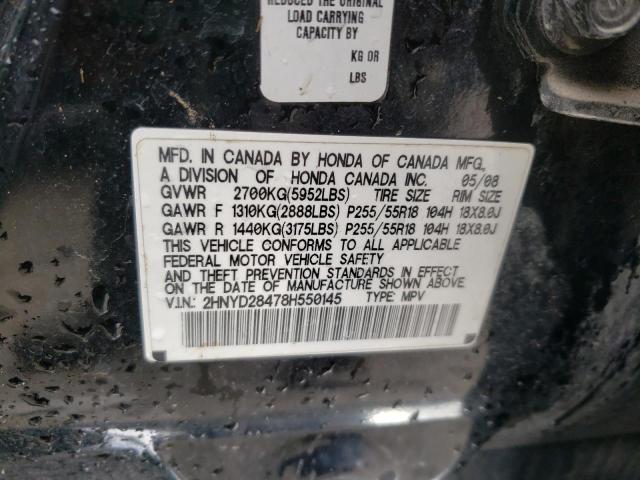 REDUCED THE ORIGINAL
LOAD CARRYING
CAPACITY BY
KG OR
LBS
MFD. IN CANADA BY HONDA OF CANADA MFG.,
A DIVISION OF HONDA CANADA INC. 05/08
GVWR 2700KG(5952LBS) TIRE SIZE RIM SIZE
GAWR F 1310KG(2888LBS) P255/55R18 104H 18X8.0J
GAWR R 1440KG(3175LBS) P255/55R18 104H 18X8.0J
THIS VEHICLE CONFORMS TO ALL APPLICABLE
FEDERAL MOTOR VEHICLE SAFETY
STANDARDS IN EFFECT
ON THE DATE OF MANUFACTURE SHOWN ABOVE.
V.I.N.: 2HNYD28478H550145 TYPE: MPV